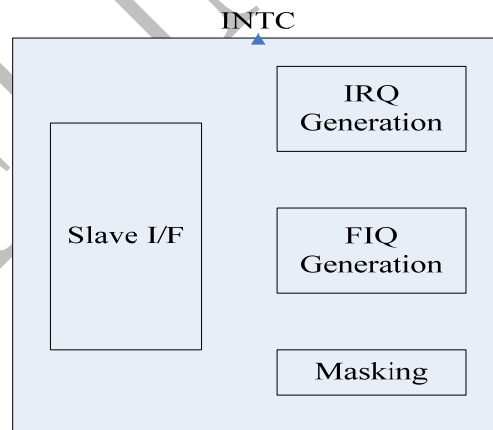 INTC
IRQ
Generation
Slave I/F
FIQ
Generation
Masking